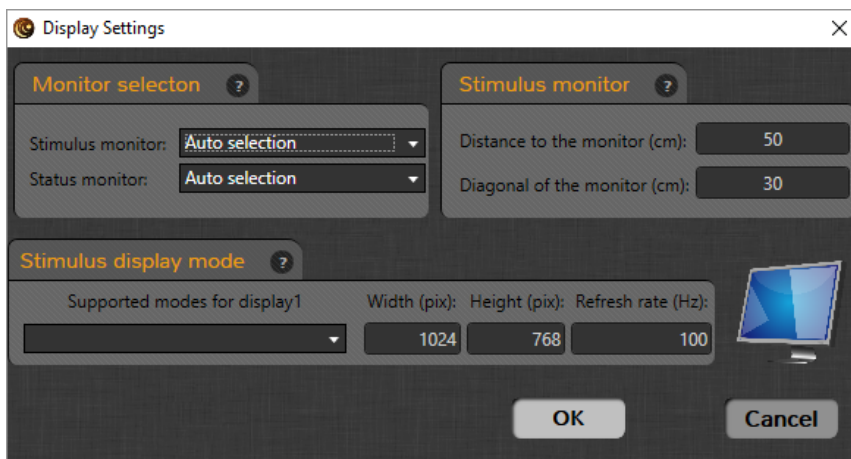 Display Settings
Monitor selecton ?
Stimulus monitor: Auto selection
Status monitor: Auto selection
Stimulus monitor ?
Distance to the monitor (cm): 50
Diagonal of the monitor (cm): 30
Stimulus display mode ?
Supported modes for display1 Width (pix): Height (pix): Refresh rate (Hz):
1024 768 100
OK Cancel